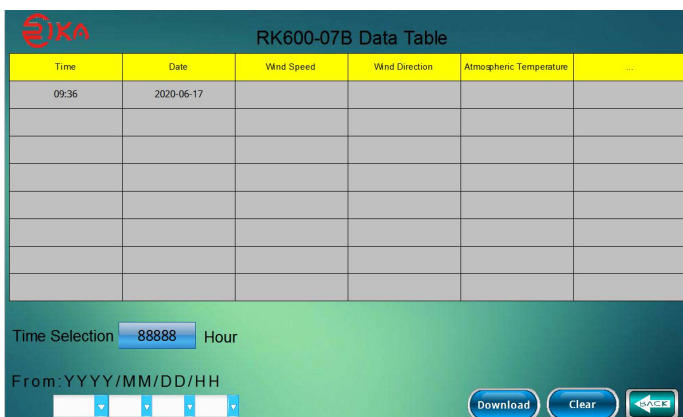 RIKA
RK600-07B Data Table
Time Date Wind Speed Wind Direction Atmospheric Temperature ...
09:36 2020-06-17
Time Selection 88888 Hour
From:YYYY/MM/DD/HH
Download Clear BACK